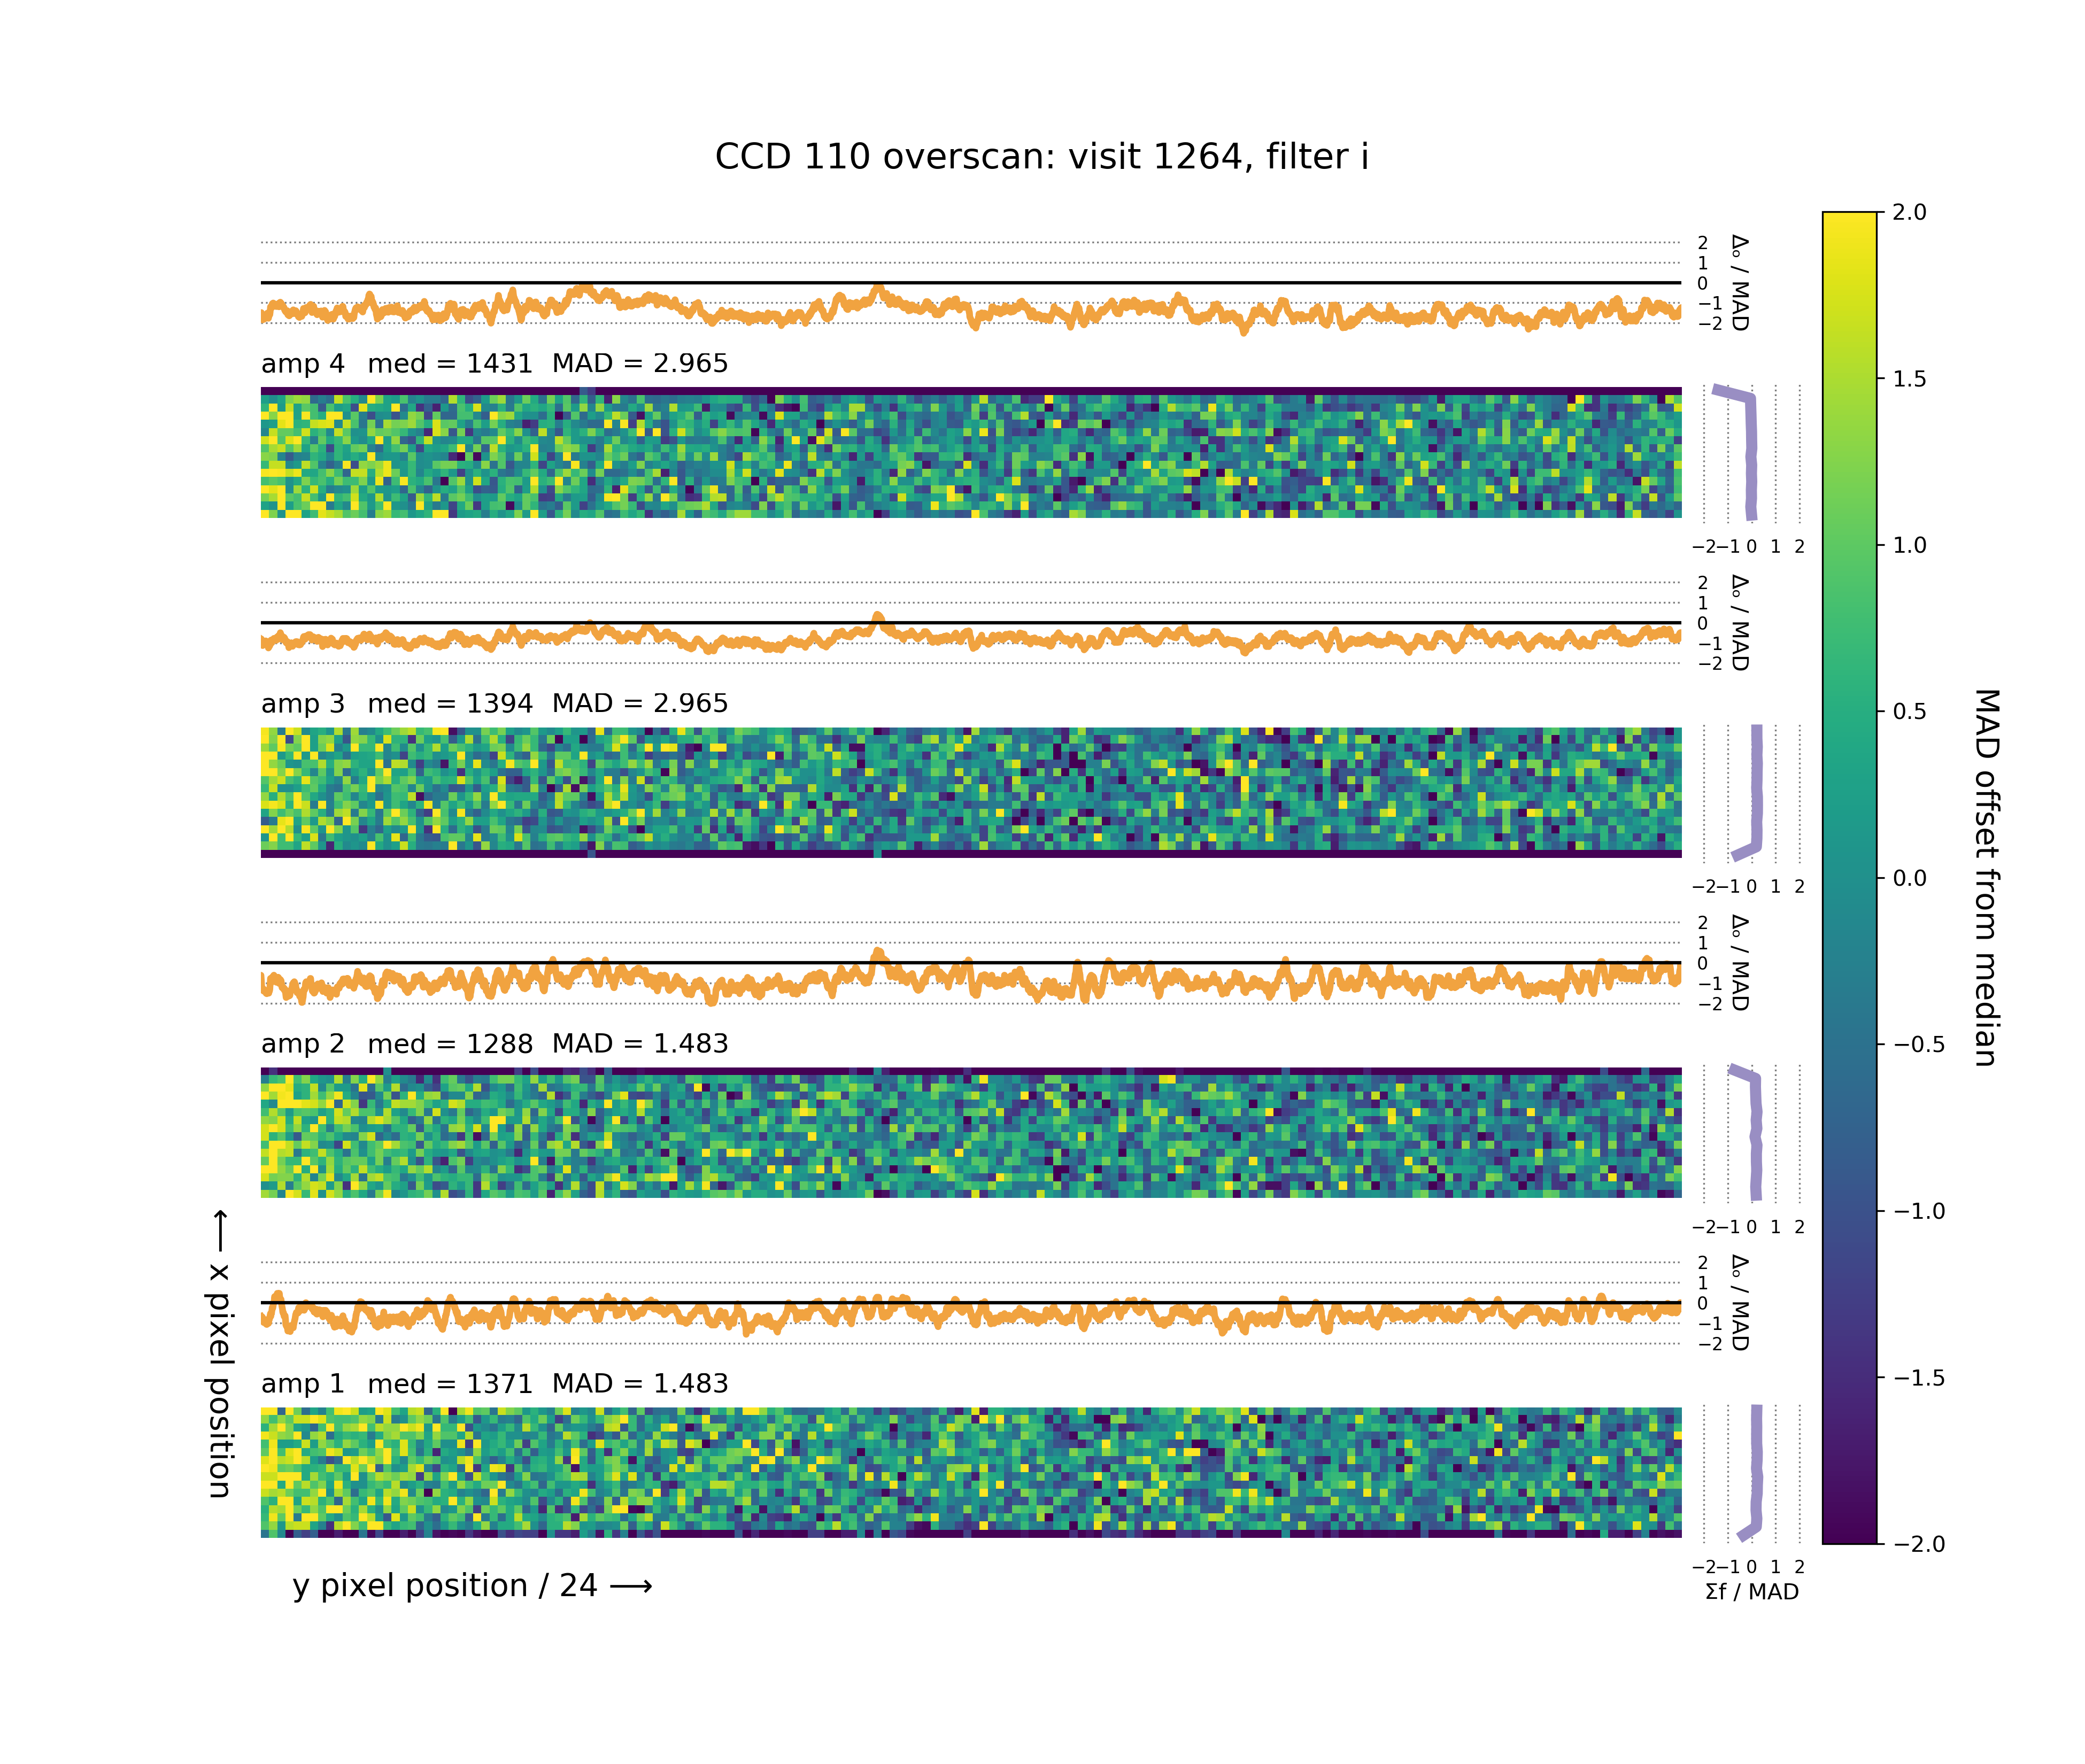 CCD 110 overscan: visit 1264, filter i
2
1
0
−1
−2
Δₒ / MAD
amp 4 med = 1431 MAD = 2.965
−2 −1 0 1 2
2
1
0
−1
−2
Δₒ / MAD
amp 3 med = 1394 MAD = 2.965
−2 −1 0 1 2
2
1
0
−1
−2
Δₒ / MAD
amp 2 med = 1288 MAD = 1.483
−2 −1 0 1 2
2
1
0
−1
−2
Δₒ / MAD
amp 1 med = 1371 MAD = 1.483
−2 −1 0 1 2
Σf / MAD
⟵ x pixel position
y pixel position / 24 ⟶
2.0
1.5
1.0
0.5
0.0
−0.5
−1.0
−1.5
−2.0
MAD offset from median